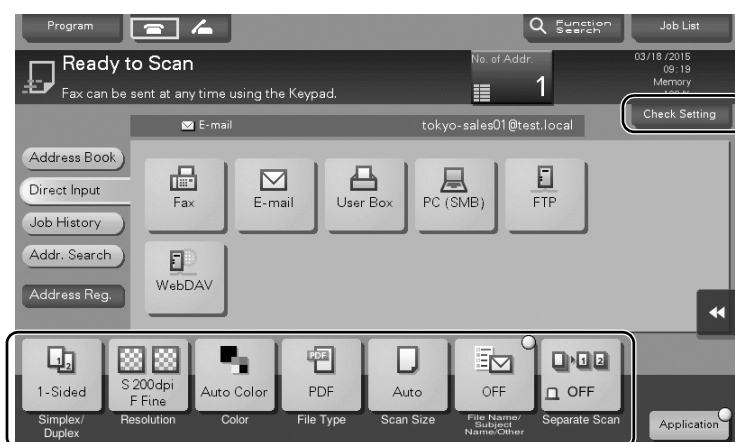 Program
Function
Search
Job List
Ready to Scan
Fax can be sent at any time using the Keypad.
No. of Addr.
1
03/18 /2015
09:19
Memory
Check Setting
E-mail
tokyo-sales01@test.local
Address Book
Direct Input
Job History
Addr. Search
Address Reg.
Fax
E-mail
User Box
PC (SMB)
FTP
WebDAV
1-Sided
S 200dpi
F Fine
Auto Color
PDF
PDF
Auto
OFF
OFF
Simplex/
Duplex
Resolution
Color
File Type
Scan Size
File Name/
Subject
Name/Other
Separate Scan
Application